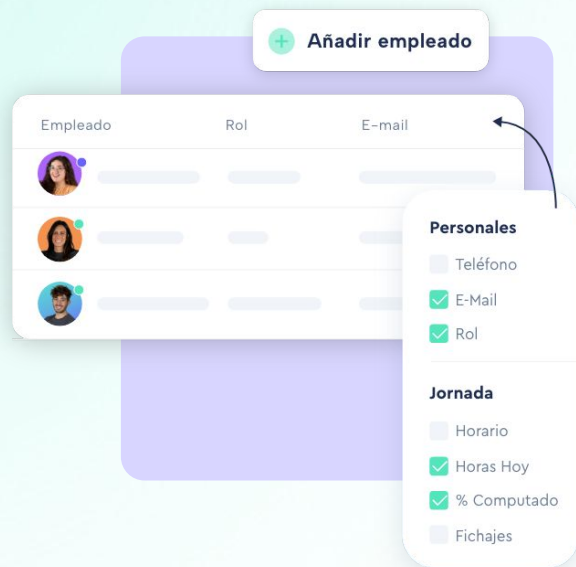 Añadir empleado
Empleado Rol E-mail
Personales
Teléfono
E-Mail
Rol
Jornada
Horario
Horas Hoy
% Computado
Fichajes